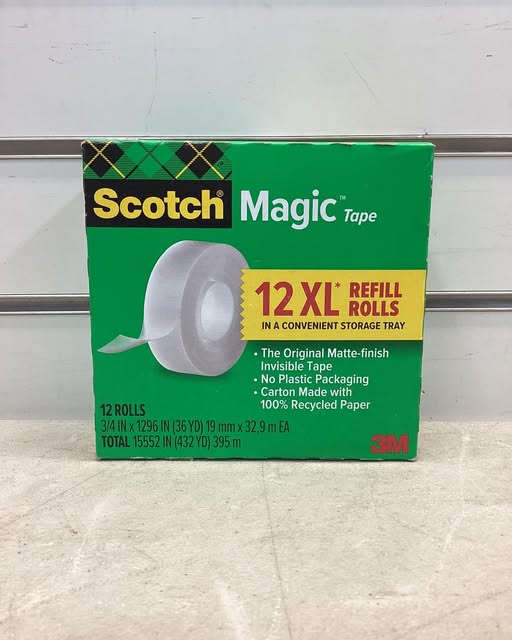 Scotch® Magic™ Tape
12 XL* REFILL ROLLS
IN A CONVENIENT STORAGE TRAY
• The Original Matte-finish
Invisible Tape
• No Plastic Packaging
• Carton Made with
100% Recycled Paper
12 ROLLS
3/4 IN x 1296 IN (36 YD) 19 mm x 32,9 m EA
TOTAL 15552 IN (432 YD) 395 m
3M